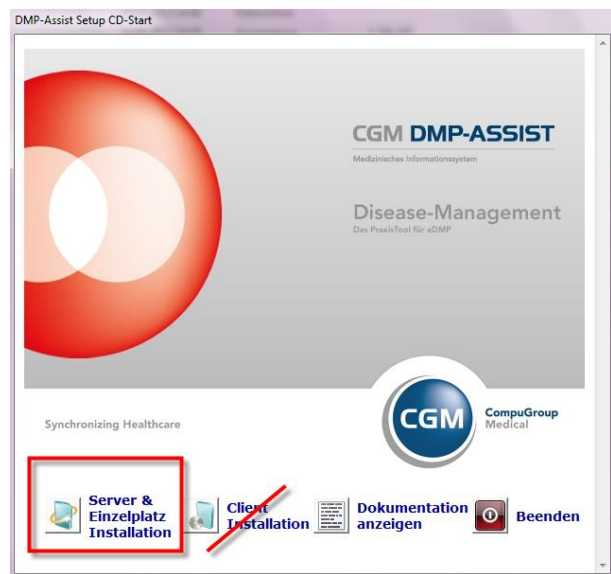 DMP-Assist Setup CD-Start
CGM DMP-ASSIST
Medizinisches Informationssystem
Disease-Management
Das PraxisTool für eDMP
Synchronizing Healthcare
CGM
CompuGroup
Medical
Server &
Einzelplatz
Installation
Client
Installation
Dokumentation
anzeigen
Beenden